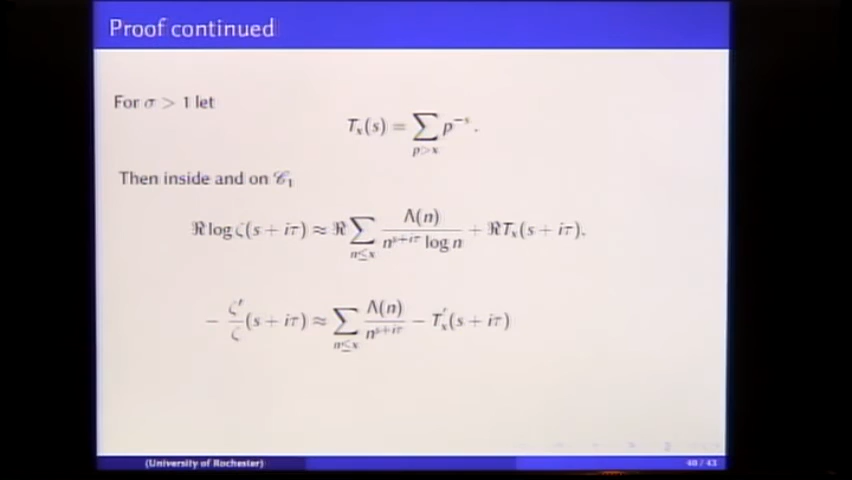 Proof continued
For σ > 1 let
T_x(s) = ∑_{p>x} p^{-s}.
Then inside and on 𝒞₁
ℜ log ζ(s + iτ) ≈ ℜ ∑_{n≤x} Λ(n) / (n^{s+iτ} log n) + ℜT_x(s + iτ).
− ζ′/ζ (s + iτ) ≈ ∑_{n≤x} Λ(n) / n^{s+iτ} − T′_x(s + iτ)
(University of Rochester) 40 / 43